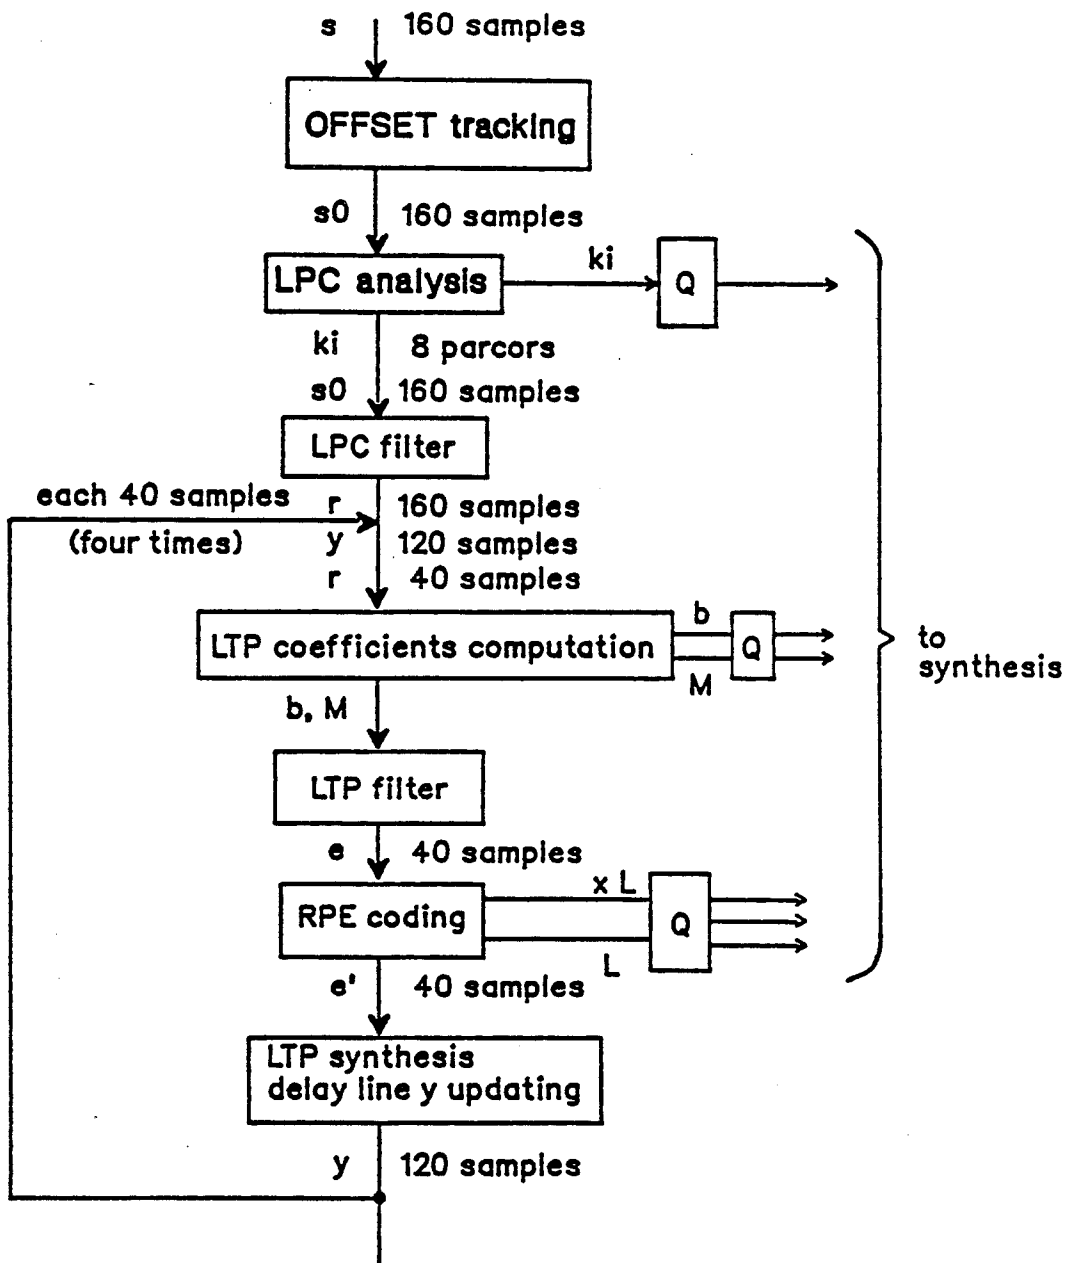 s 160 samples
OFFSET tracking
s0 160 samples
LPC analysis
ki
Q
ki 8 parcors
s0 160 samples
LPC filter
each 40 samples
(four times)
r 160 samples
y 120 samples
r 40 samples
LTP coefficients computation
b
M
Q
to
synthesis
b, M
LTP filter
e 40 samples
RPE coding
x L
L
Q
e' 40 samples
LTP synthesis
delay line y updating
y 120 samples